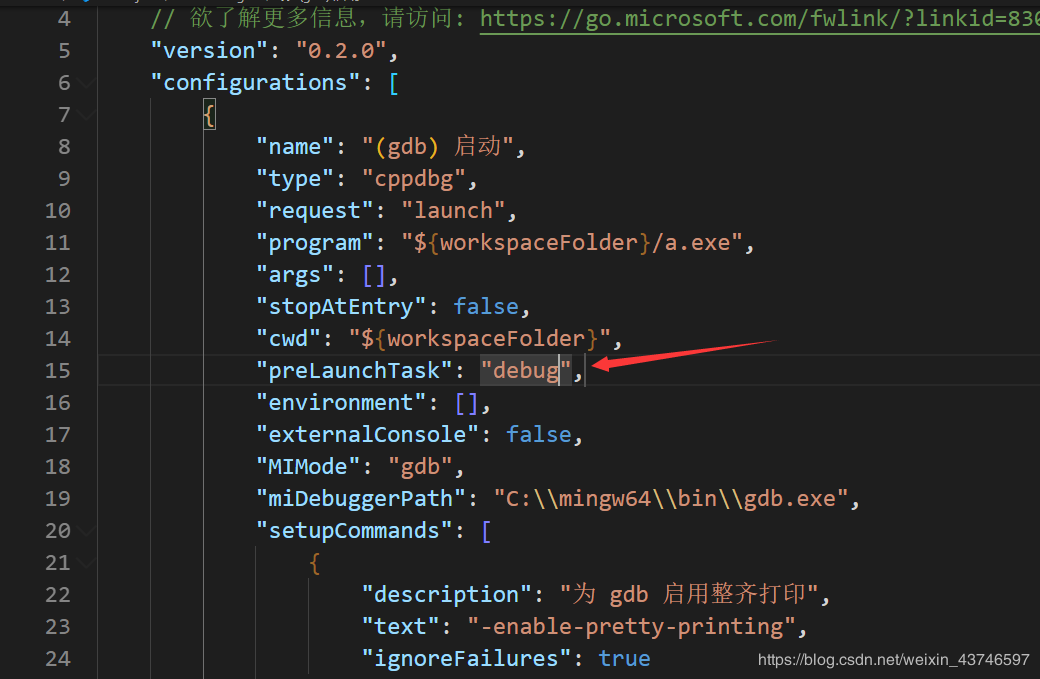 4 // 欲了解更多信息，请访问: https://go.microsoft.com/fwlink/?linkid=830
5 "version": "0.2.0",
6 "configurations": [
7 {
8 "name": "(gdb) 启动",
9 "type": "cppdbg",
10 "request": "launch",
11 "program": "${workspaceFolder}/a.exe",
12 "args": [],
13 "stopAtEntry": false,
14 "cwd": "${workspaceFolder}",
15 "preLaunchTask": "debug",
16 "environment": [],
17 "externalConsole": false,
18 "MIMode": "gdb",
19 "miDebuggerPath": "C:\\mingw64\\bin\\gdb.exe",
20 "setupCommands": [
21 {
22 "description": "为 gdb 启用整齐打印",
23 "text": "-enable-pretty-printing",
24 "ignoreFailures": true
https://blog.csdn.net/weixin_43746597